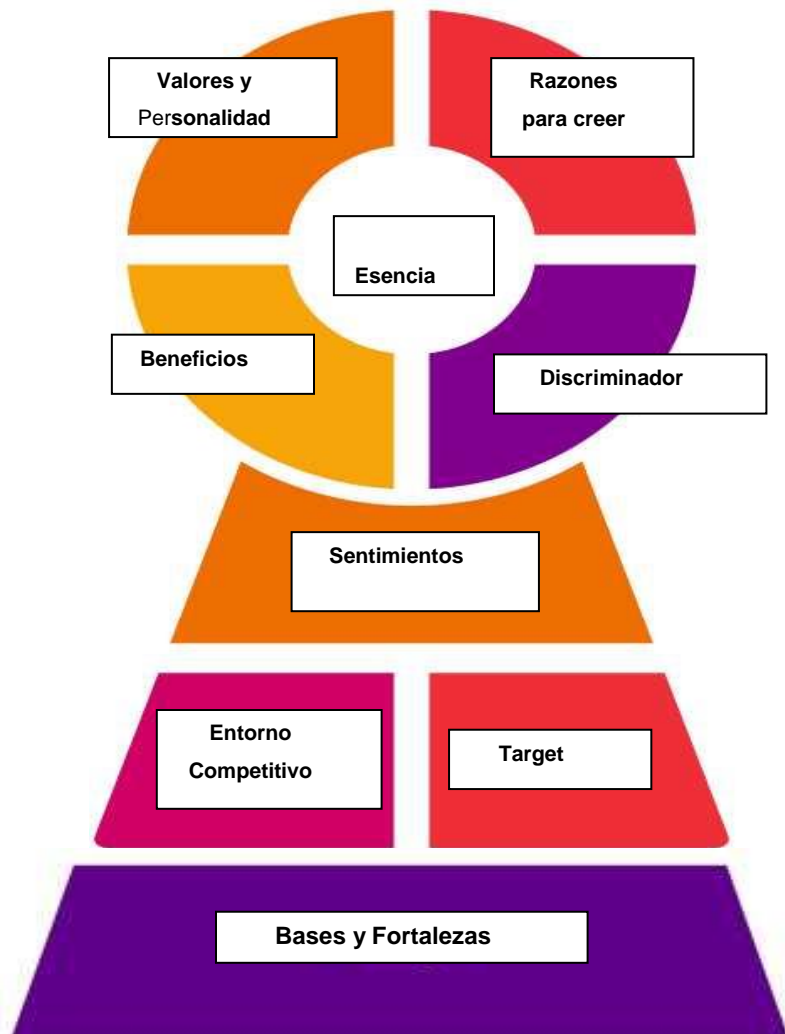 Valores y
Personalidad
Razones
para creer
Esencia
Beneficios
Discriminador
Sentimientos
Entorno
Competitivo
Target
Bases y Fortalezas